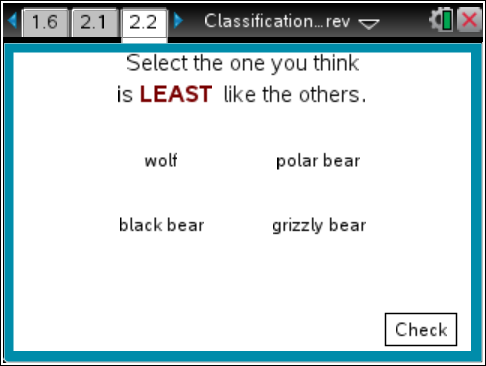 1.6 2.1 2.2 Classification...rev
Select the one you think
is LEAST like the others.
wolf polar bear
black bear grizzly bear
Check